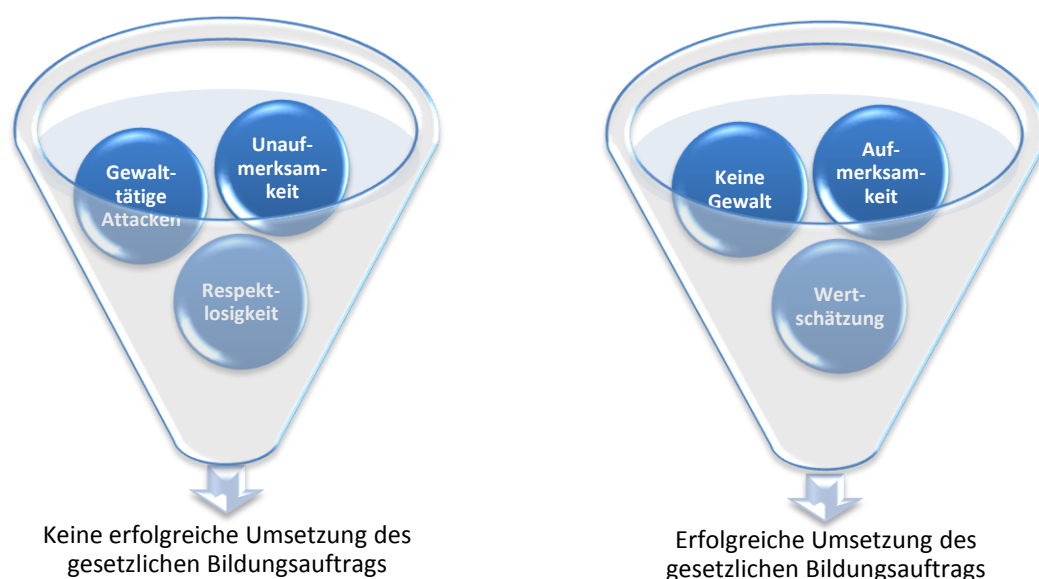 Gewalt-
tätige
Attacken
Unauf-
merksam-
keit
Respekt-
losigkeit
Keine erfolgreiche Umsetzung des
gesetzlichen Bildungsauftrags
Keine
Gewalt
Auf-
merksam-
keit
Wert-
schätzung
Erfolgreiche Umsetzung des
gesetzlichen Bildungsauftrags